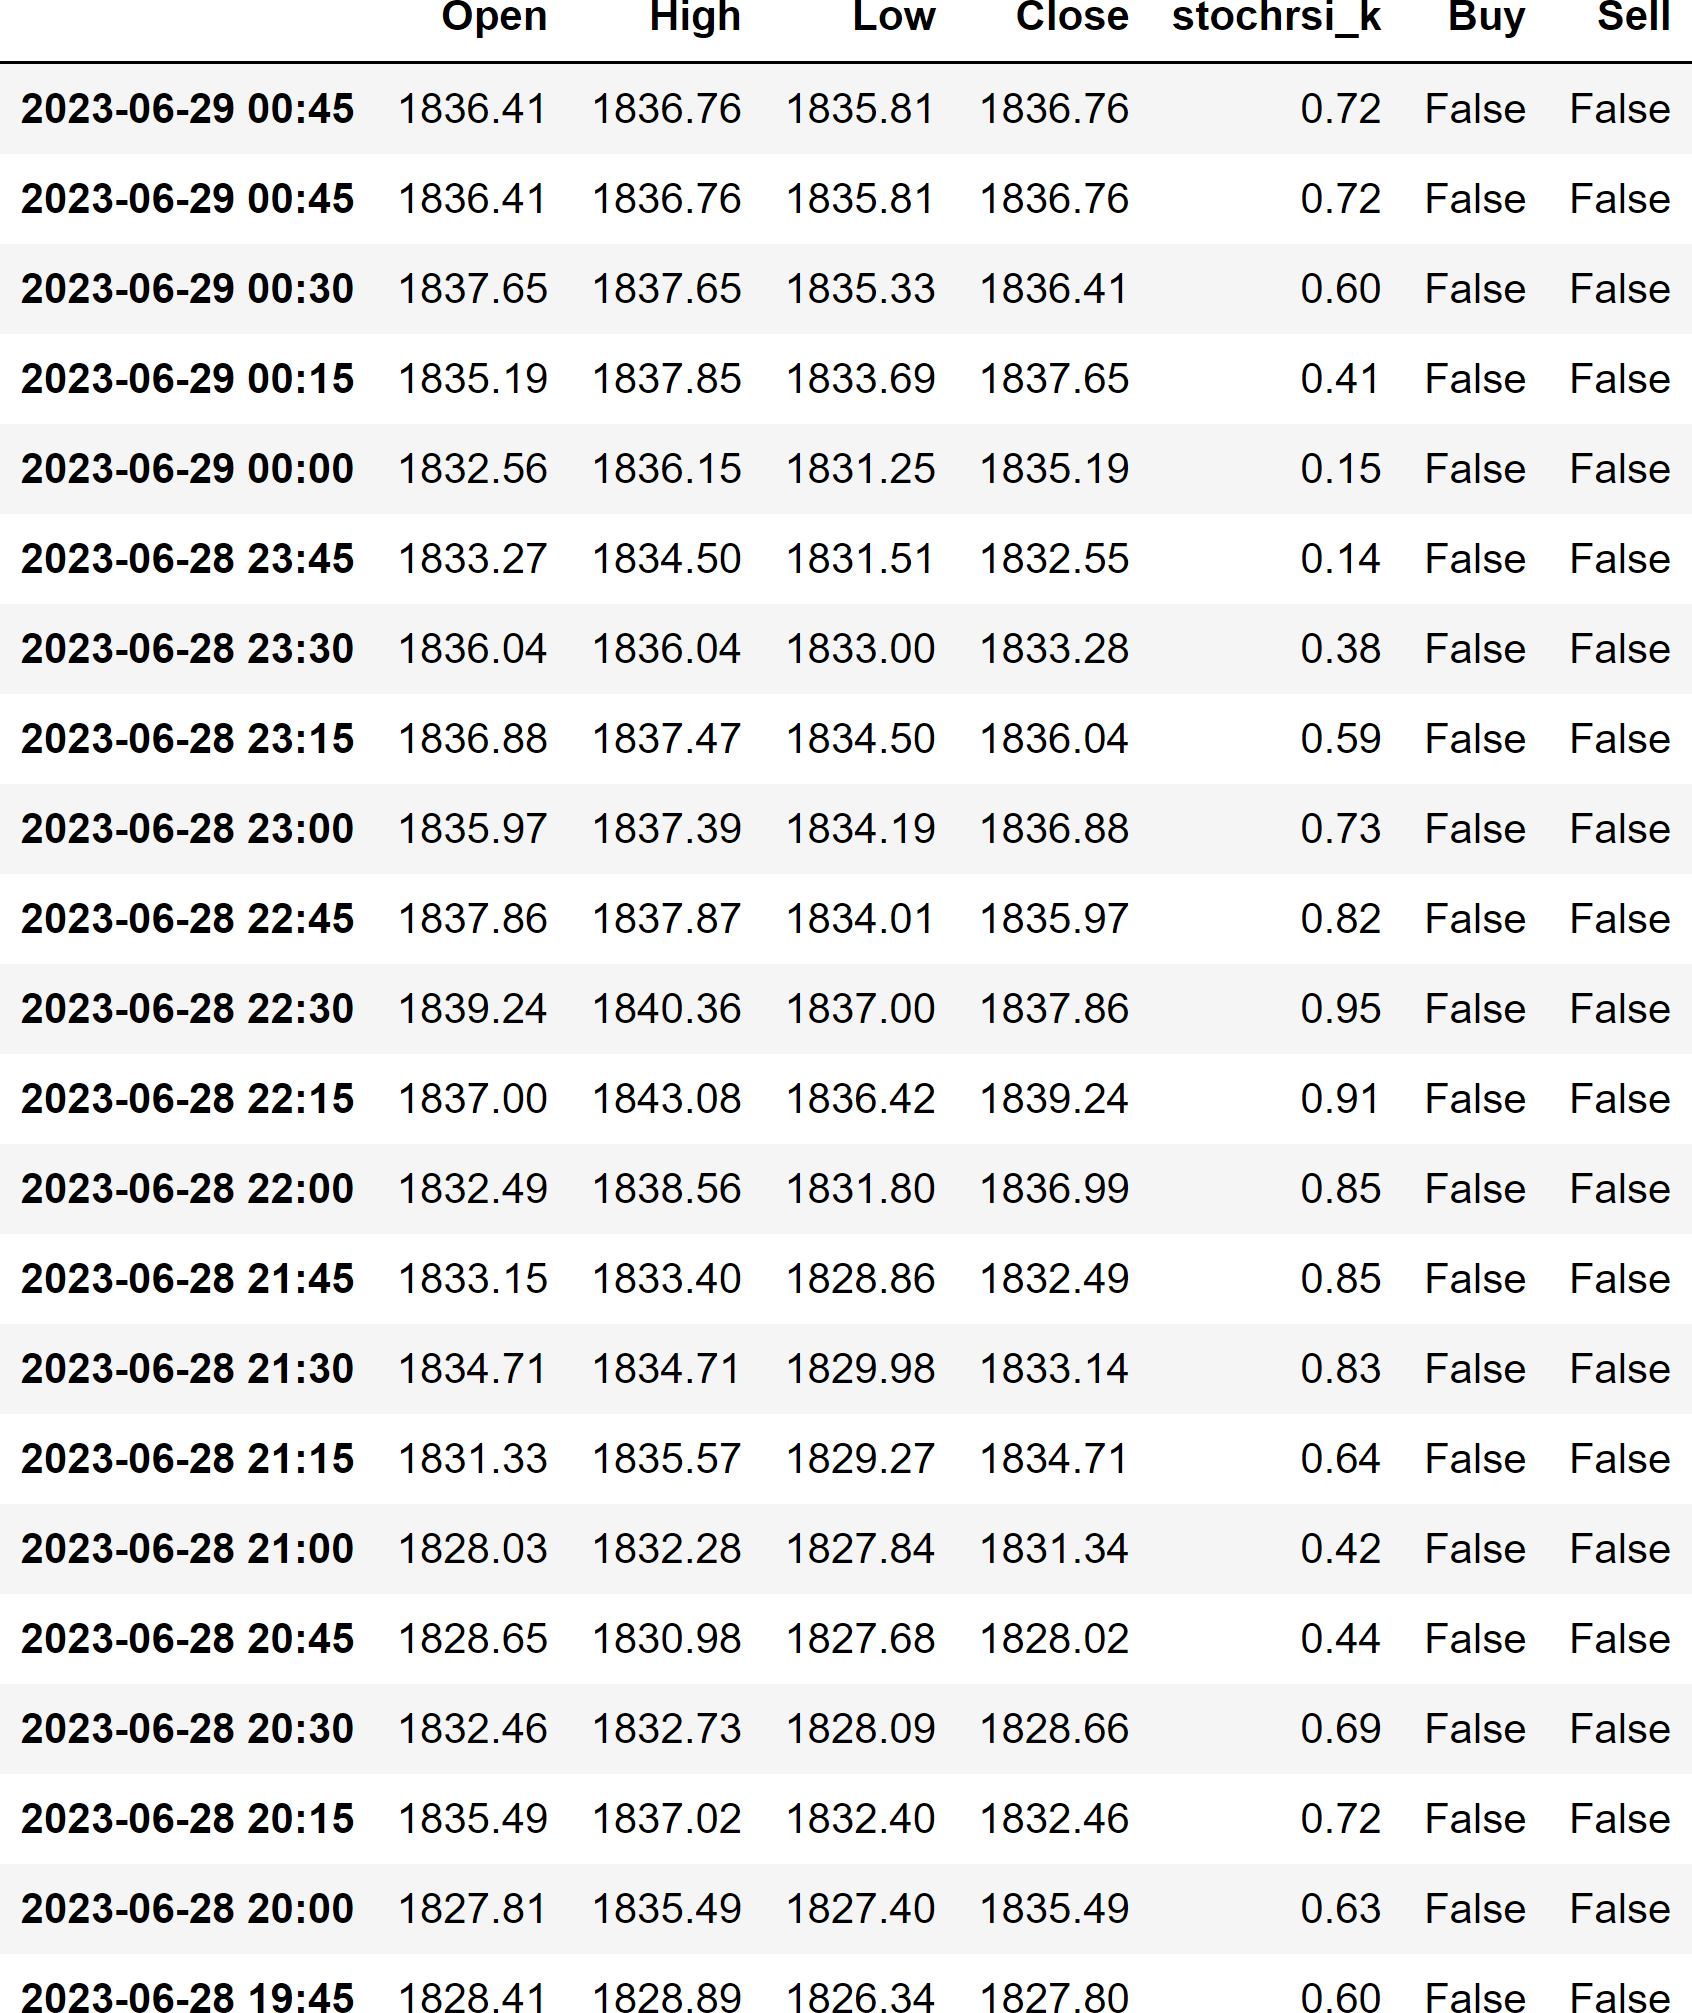 Open High Low Close stochrsi_k Buy Sell
2023-06-29 00:45 1836.41 1836.76 1835.81 1836.76 0.72 False False
2023-06-29 00:45 1836.41 1836.76 1835.81 1836.76 0.72 False False
2023-06-29 00:30 1837.65 1837.65 1835.33 1836.41 0.60 False False
2023-06-29 00:15 1835.19 1837.85 1833.69 1837.65 0.41 False False
2023-06-29 00:00 1832.56 1836.15 1831.25 1835.19 0.15 False False
2023-06-28 23:45 1833.27 1834.50 1831.51 1832.55 0.14 False False
2023-06-28 23:30 1836.04 1836.04 1833.00 1833.28 0.38 False False
2023-06-28 23:15 1836.88 1837.47 1834.50 1836.04 0.59 False False
2023-06-28 23:00 1835.97 1837.39 1834.19 1836.88 0.73 False False
2023-06-28 22:45 1837.86 1837.87 1834.01 1835.97 0.82 False False
2023-06-28 22:30 1839.24 1840.36 1837.00 1837.86 0.95 False False
2023-06-28 22:15 1837.00 1843.08 1836.42 1839.24 0.91 False False
2023-06-28 22:00 1832.49 1838.56 1831.80 1836.99 0.85 False False
2023-06-28 21:45 1833.15 1833.40 1828.86 1832.49 0.85 False False
2023-06-28 21:30 1834.71 1834.71 1829.98 1833.14 0.83 False False
2023-06-28 21:15 1831.33 1835.57 1829.27 1834.71 0.64 False False
2023-06-28 21:00 1828.03 1832.28 1827.84 1831.34 0.42 False False
2023-06-28 20:45 1828.65 1830.98 1827.68 1828.02 0.44 False False
2023-06-28 20:30 1832.46 1832.73 1828.09 1828.66 0.69 False False
2023-06-28 20:15 1835.49 1837.02 1832.40 1832.46 0.72 False False
2023-06-28 20:00 1827.81 1835.49 1827.40 1835.49 0.63 False False
2023-06-28 19:45 1828.41 1828.89 1826.34 1827.80 0.60 False False